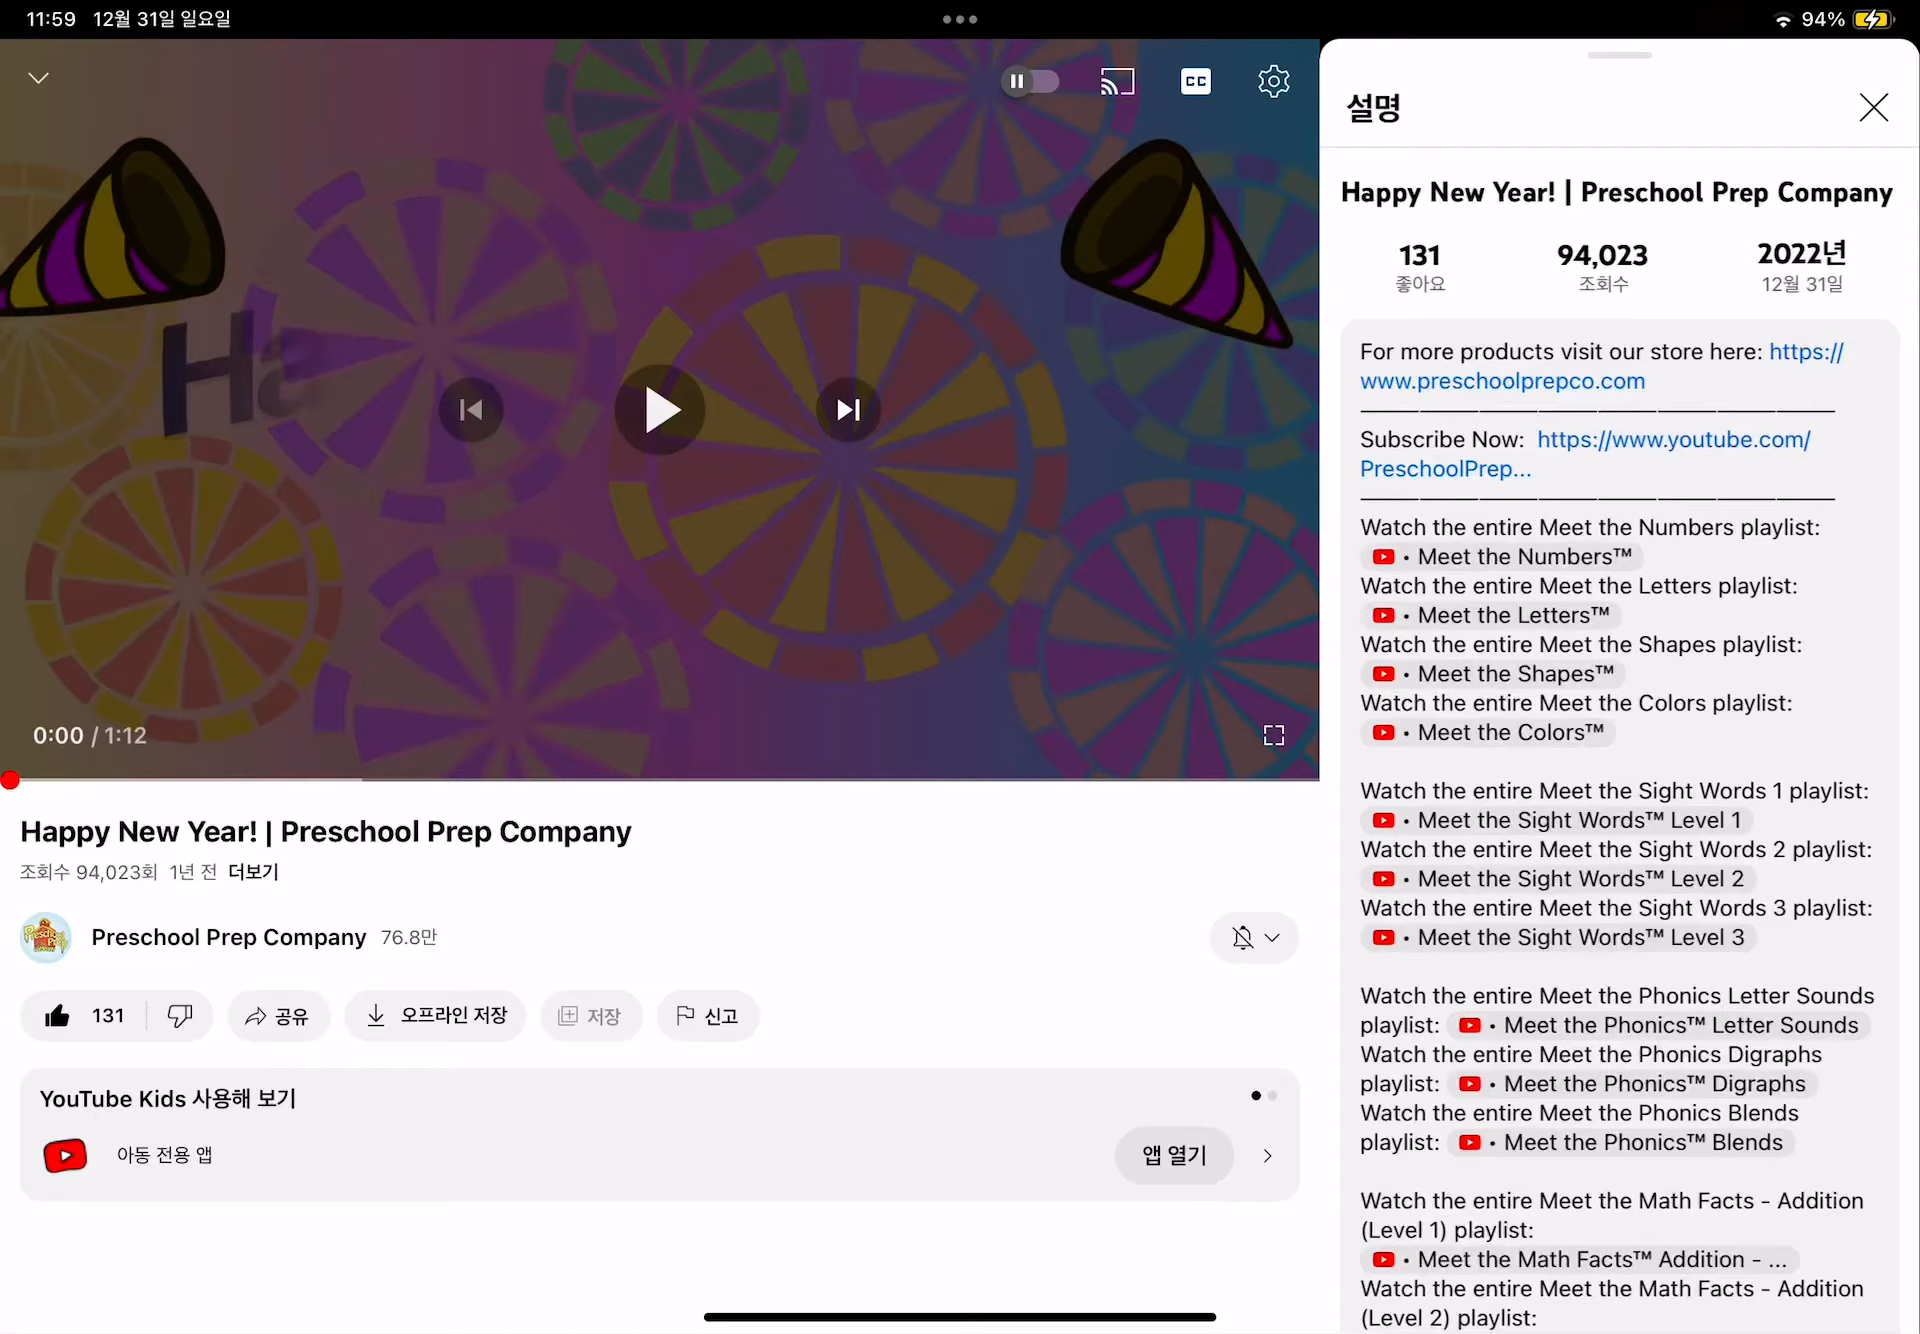 11:59 12월 31일 일요일
94%
CC
Ha
0:00 / 1:12
Happy New Year! | Preschool Prep Company
조회수 94,023회 1년 전 더보기
Preschool Prep Company 76.8만
131
공유
오프라인 저장
저장
신고
YouTube Kids 사용해 보기
아동 전용 앱
앱 열기
설명
Happy New Year! | Preschool Prep Company
131 94,023 2022년
좋아요 조회수 12월 31일
For more products visit our store here: https://
www.preschoolprepco.com
Subscribe Now: https://www.youtube.com/
PreschoolPrep...
Watch the entire Meet the Numbers playlist:
• Meet the Numbers™
Watch the entire Meet the Letters playlist:
• Meet the Letters™
Watch the entire Meet the Shapes playlist:
• Meet the Shapes™
Watch the entire Meet the Colors playlist:
• Meet the Colors™
Watch the entire Meet the Sight Words 1 playlist:
• Meet the Sight Words™ Level 1
Watch the entire Meet the Sight Words 2 playlist:
• Meet the Sight Words™ Level 2
Watch the entire Meet the Sight Words 3 playlist:
• Meet the Sight Words™ Level 3
Watch the entire Meet the Phonics Letter Sounds
playlist: • Meet the Phonics™ Letter Sounds
Watch the entire Meet the Phonics Digraphs
playlist: • Meet the Phonics™ Digraphs
Watch the entire Meet the Phonics Blends
playlist: • Meet the Phonics™ Blends
Watch the entire Meet the Math Facts - Addition
(Level 1) playlist:
• Meet the Math Facts™ Addition - ...
Watch the entire Meet the Math Facts - Addition
(Level 2) playlist: